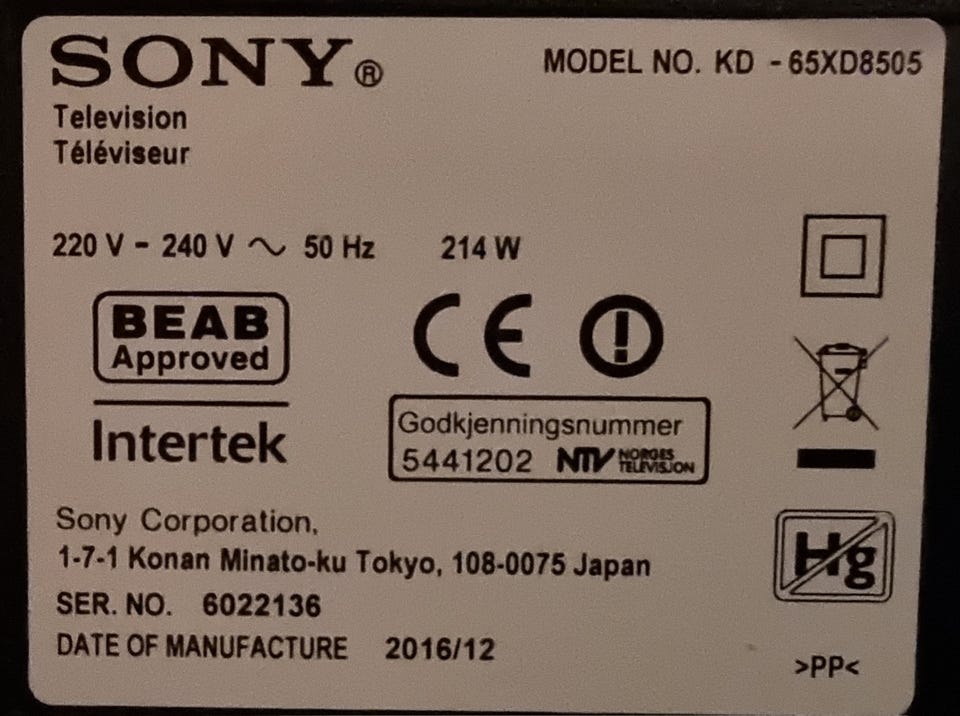 SONY® MODEL NO. KD - 65XD8505
Television
Téléviseur
220 V - 240 V ~ 50 Hz 214 W
BEAB
Approved
Intertek
CE
Godkjenningsnummer
5441202 NTV NORGES TELEVISJON
Hg
Sony Corporation,
1-7-1 Konan Minato-ku Tokyo, 108-0075 Japan
SER. NO. 6022136
DATE OF MANUFACTURE 2016/12
>PP<